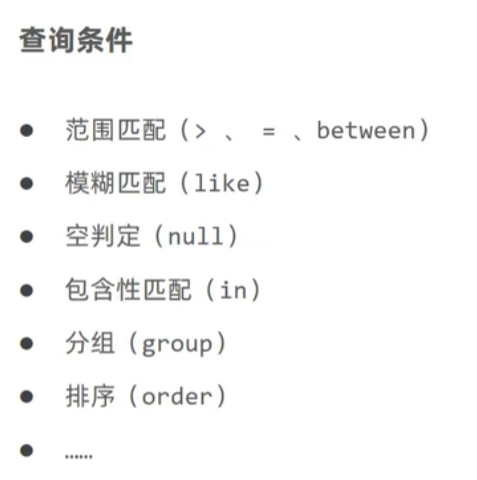 查询条件
● 范围匹配（> 、 = 、between）
● 模糊匹配（like）
● 空判定（null）
● 包含性匹配（in）
● 分组（group）
● 排序（order）
● ……